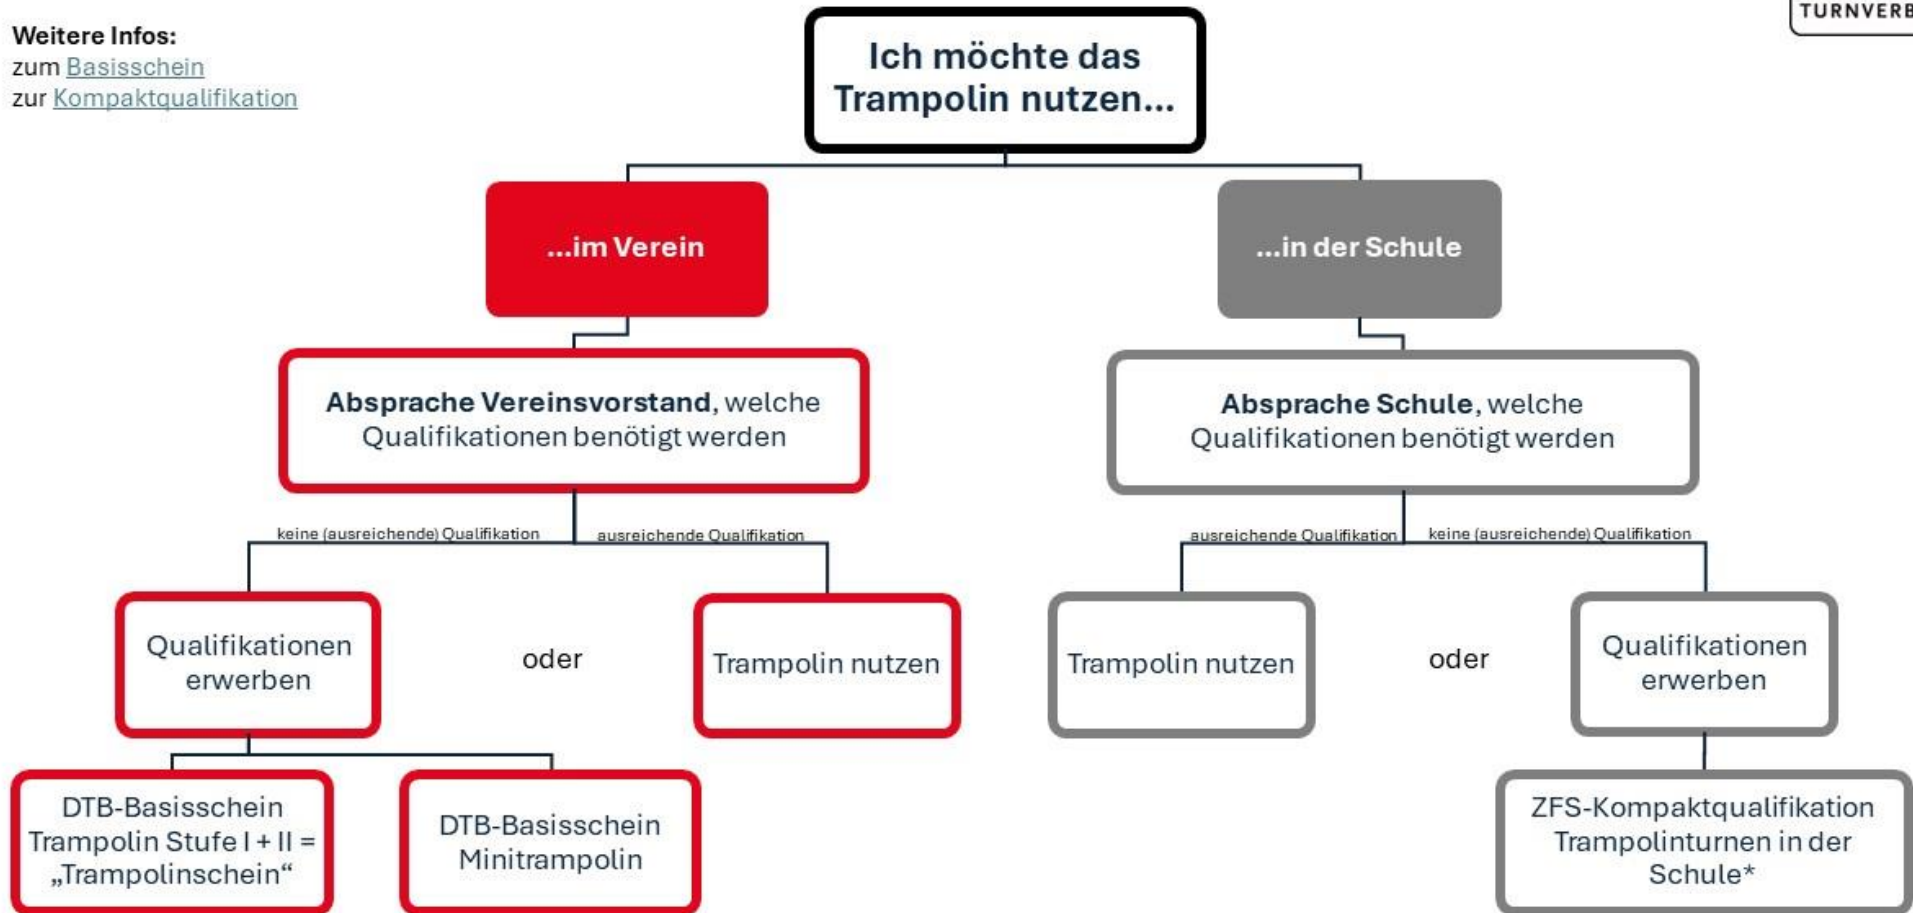 Weitere Infos:
zum Basisschein
zur Kompaktqualifikation
TURNVERB
Ich möchte das
Trampolin nutzen...
...im Verein
...in der Schule
Absprache Vereinsvorstand, welche
Qualifikationen benötigt werden
Absprache Schule, welche
Qualifikationen benötigt werden
keine (ausreichende) Qualifikation
ausreichende Qualifikation
ausreichende Qualifikation
keine (ausreichende) Qualifikation
Qualifikationen
erwerben
oder
Trampolin nutzen
Trampolin nutzen
oder
Qualifikationen
erwerben
DTB-Basisschein
Trampolin Stufe I + II =
„Trampolinschein“
DTB-Basisschein
Minitrampolin
ZFS-Kompaktqualifikation
Trampolinturnen in der
Schule*